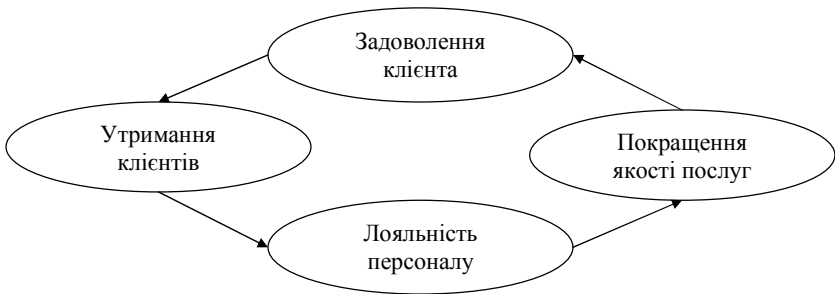 Задоволення
клієнта
Утримання
клієнтів
Покращення
якості послуг
Лояльність
персоналу